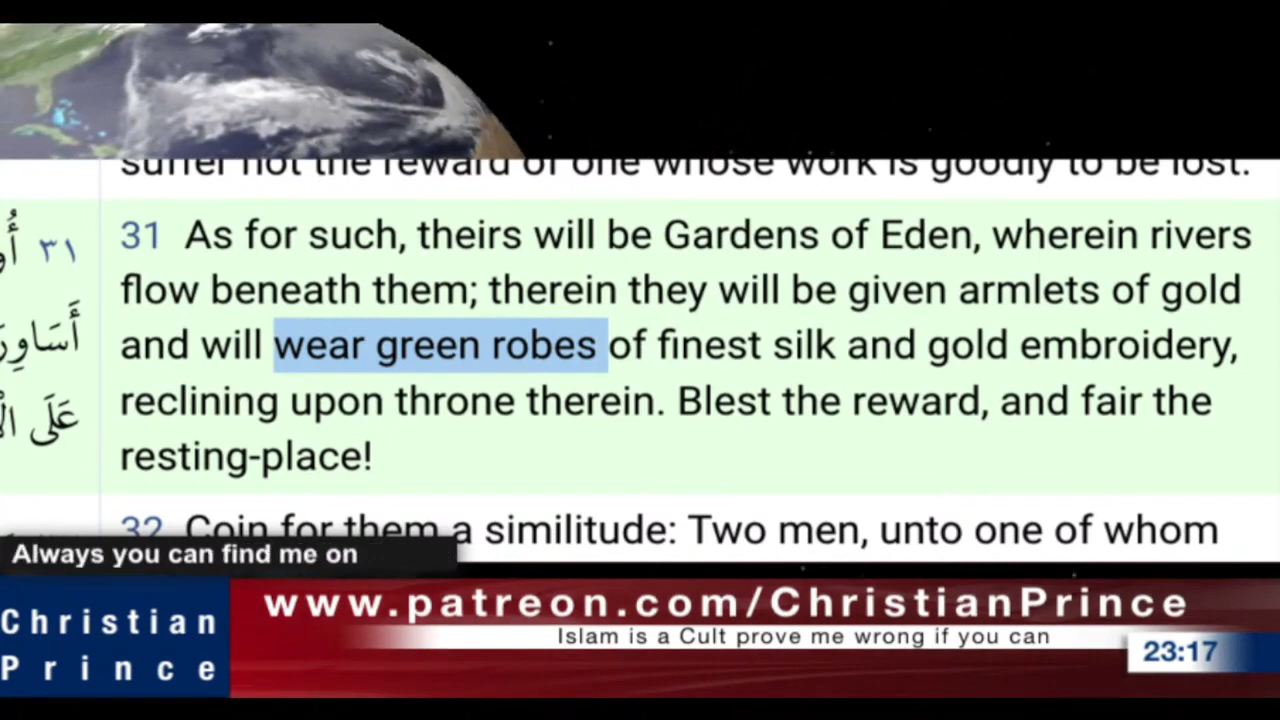 suffer not the reward of one whose work is goodly to be lost.
31 As for such, theirs will be Gardens of Eden, wherein rivers
flow beneath them; therein they will be given armlets of gold
and will wear green robes of finest silk and gold embroidery,
reclining upon throne therein. Blest the reward, and fair the
resting-place!
٣١
عَلَى
32 Coin for them a similitude: Two men, unto one of whom
Always you can find me on
www.patreon.com/ChristianPrince
Islam is a Cult prove me wrong if you can
Christian
Prince
23:17